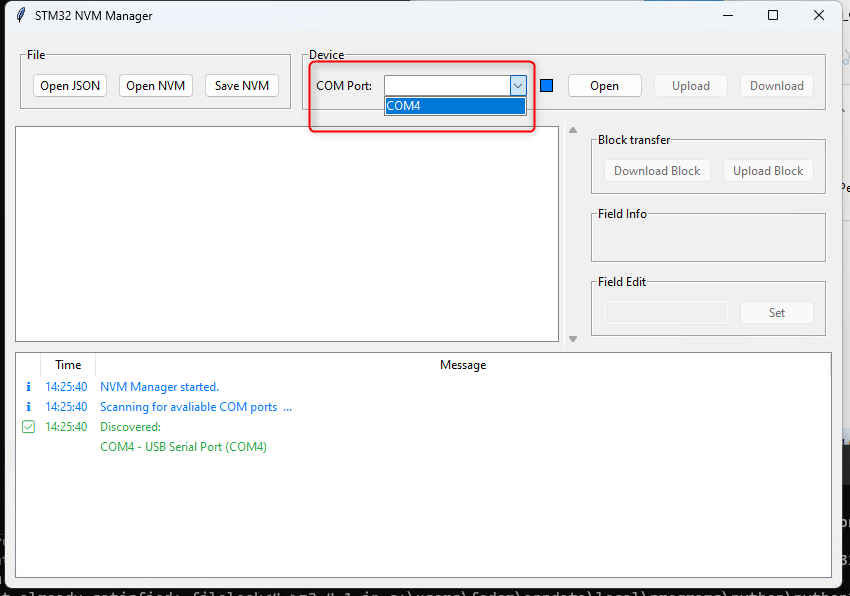 STM32 NVM Manager
File
Device
Open JSON
Open NVM
Save NVM
COM Port:
Open
Upload
Download
COM4
Block transfer
Download Block
Upload Block
Field Info
Field Edit
Set
Time
Message
14:25:40
NVM Manager started.
14:25:40
Scanning for avaliable COM ports ...
14:25:40
Discovered:
COM4 - USB Serial Port (COM4)